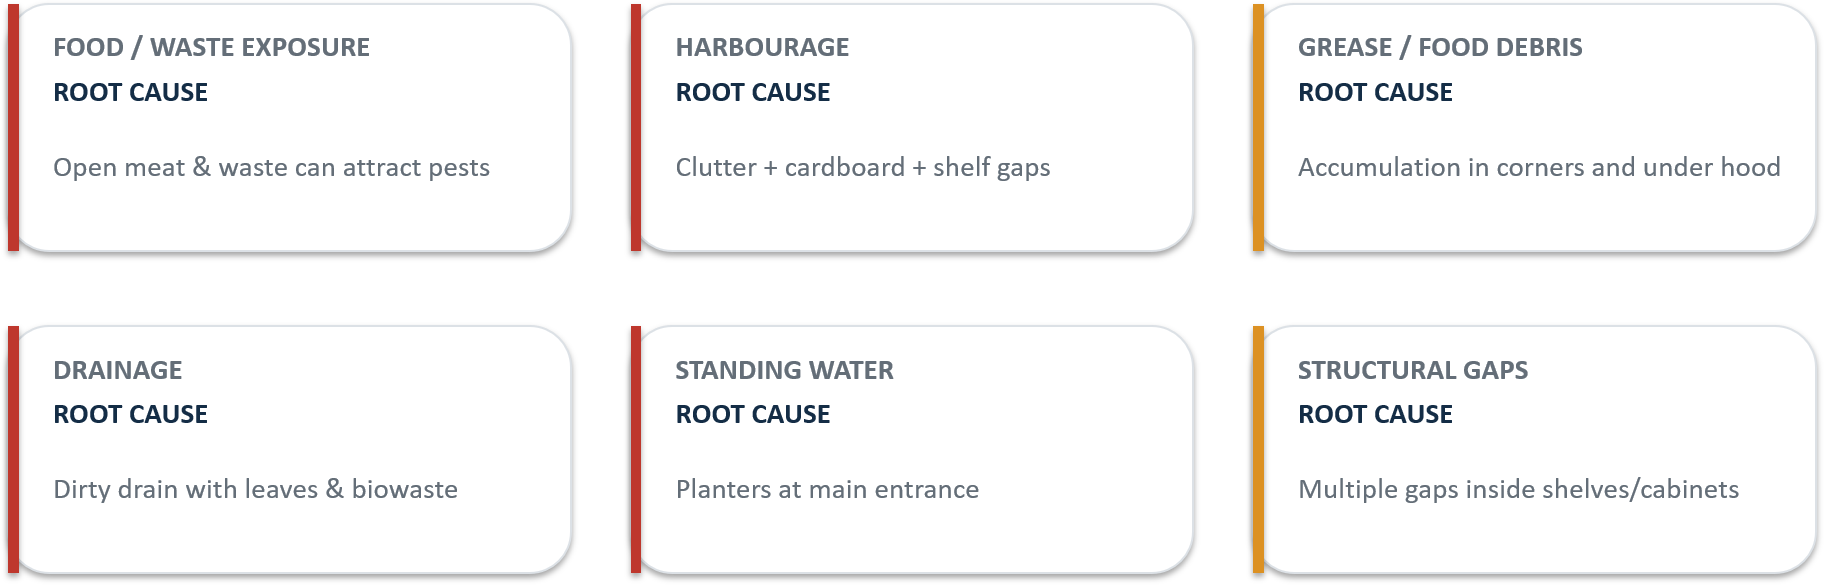 FOOD / WASTE EXPOSURE
ROOT CAUSE
Open meat & waste can attract pests
HARBOURAGE
ROOT CAUSE
Clutter + cardboard + shelf gaps
GREASE / FOOD DEBRIS
ROOT CAUSE
Accumulation in corners and under hood
DRAINAGE
ROOT CAUSE
Dirty drain with leaves & biowaste
STANDING WATER
ROOT CAUSE
Planters at main entrance
STRUCTURAL GAPS
ROOT CAUSE
Multiple gaps inside shelves/cabinets